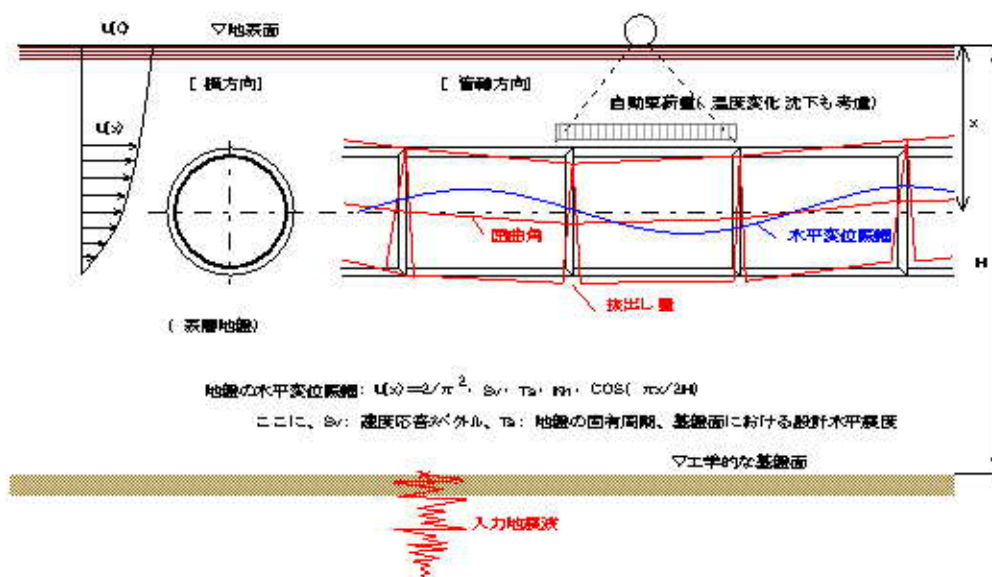 U(x)
▽地表面
[ 横方向]
[ 管軸方向]
自動車荷重( 温度変化 沈下も考慮)
U(x)
x
屈曲角
水平変位振幅
H
抜出し量
( 表層地盤)
地盤の水平変位振幅: U(x)=2/π²・Sv・Ts・Kh・COS( πx/2H)
ここに、Sv: 速度応答スペクトル、Ts: 地盤の固有周期、基盤面における設計水平震度
▽工学的な基盤面
入力地震波